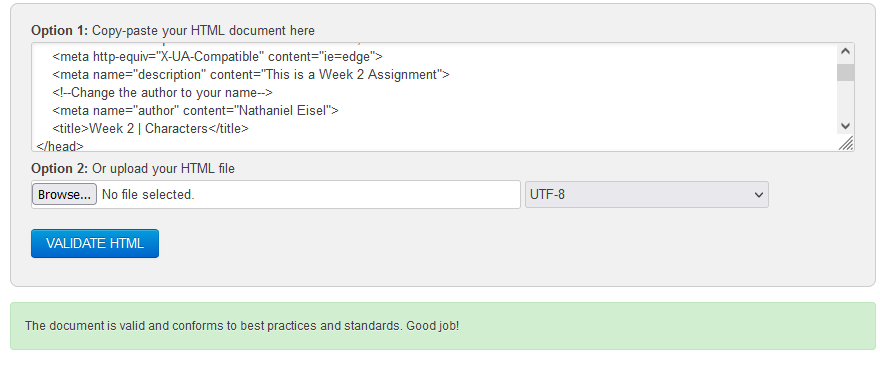 Option 1: Copy-paste your HTML document here
<meta http-equiv="X-UA-Compatible" content="ie=edge">
<meta name="description" content="This is a Week 2 Assignment">
<!--Change the author to your name-->
<meta name="author" content="Nathaniel Eisel">
<title>Week 2 | Characters</title>
</head>
Option 2: Or upload your HTML file
Browse... No file selected. UTF-8
VALIDATE HTML
The document is valid and conforms to best practices and standards. Good job!